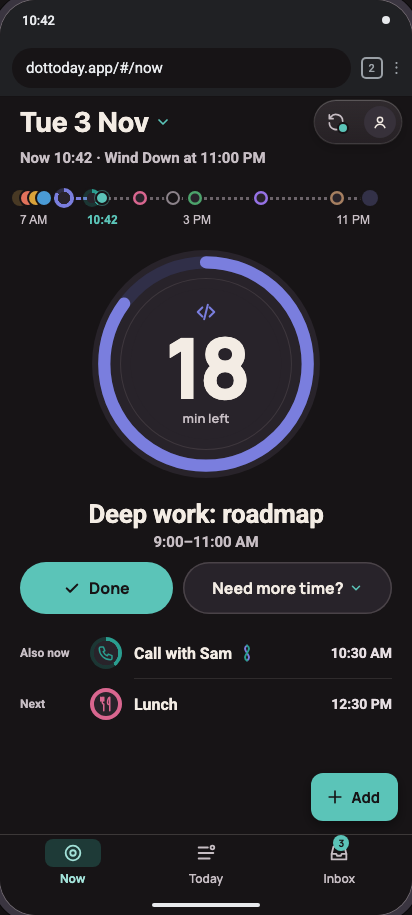 10:42
dottoday.app/#/now
2
Tue 3 Nov
Now 10:42 · Wind Down at 11:00 PM
7 AM 10:42 3 PM 11 PM
18
min left
Deep work: roadmap
9:00–11:00 AM
Done
Need more time?
Also now Call with Sam 10:30 AM
Next Lunch 12:30 PM
Add
3
Now Today Inbox